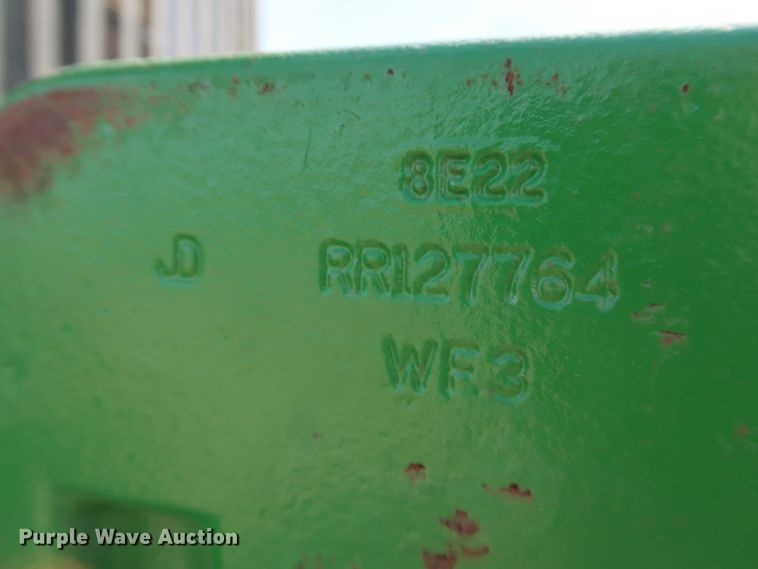 8E22
JD RR127764
WF3
Purple Wave Auction